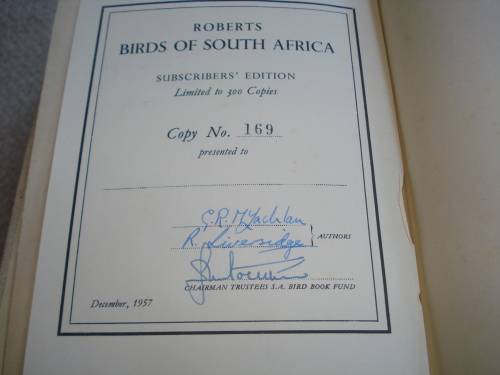 ROBERTS
BIRDS OF SOUTH AFRICA
SUBSCRIBERS' EDITION
Limited to 300 Copies
Copy No. 169
presented to
G.R. McLachlan
R. Liversidge
AUTHORS
CHAIRMAN TRUSTEES S.A. BIRD BOOK FUND
December, 1957